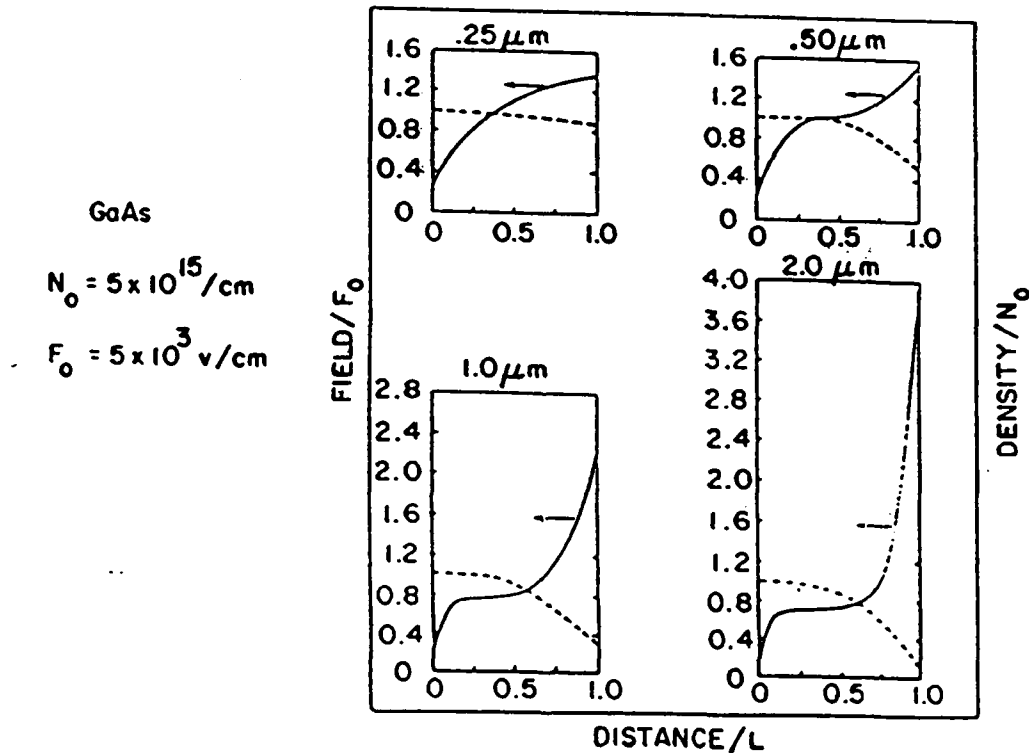 GaAs
N₀ = 5 x 10¹⁵/cm
F₀ = 5 x 10³ v/cm
FIELD/F₀
DENSITY/N₀
DISTANCE/L
.25 µm
1.6
1.2
0.8
0.4
0
0 0.5 1.0
.50 µm
1.6
1.2
0.8
0.4
0
0 0.5 1.0
1.0 µm
2.8
2.4
2.0
1.6
1.2
0.8
0.4
0
0 0.5 1.0
2.0 µm
4.0
3.6
3.2
2.8
2.4
2.0
1.6
1.2
0.8
0.4
0
0 0.5 1.0